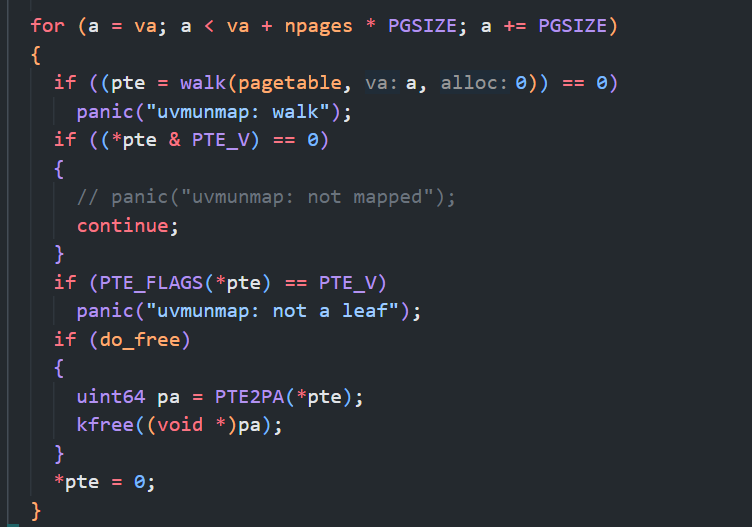 for (a = va; a < va + npages * PGSIZE; a += PGSIZE)
{
if ((pte = walk(pagetable, va: a, alloc: 0)) == 0)
panic("uvmunmap: walk");
if ((*pte & PTE_V) == 0)
{
// panic("uvmunmap: not mapped");
continue;
}
if (PTE_FLAGS(*pte) == PTE_V)
panic("uvmunmap: not a leaf");
if (do_free)
{
uint64 pa = PTE2PA(*pte);
kfree((void *)pa);
}
*pte = 0;
}